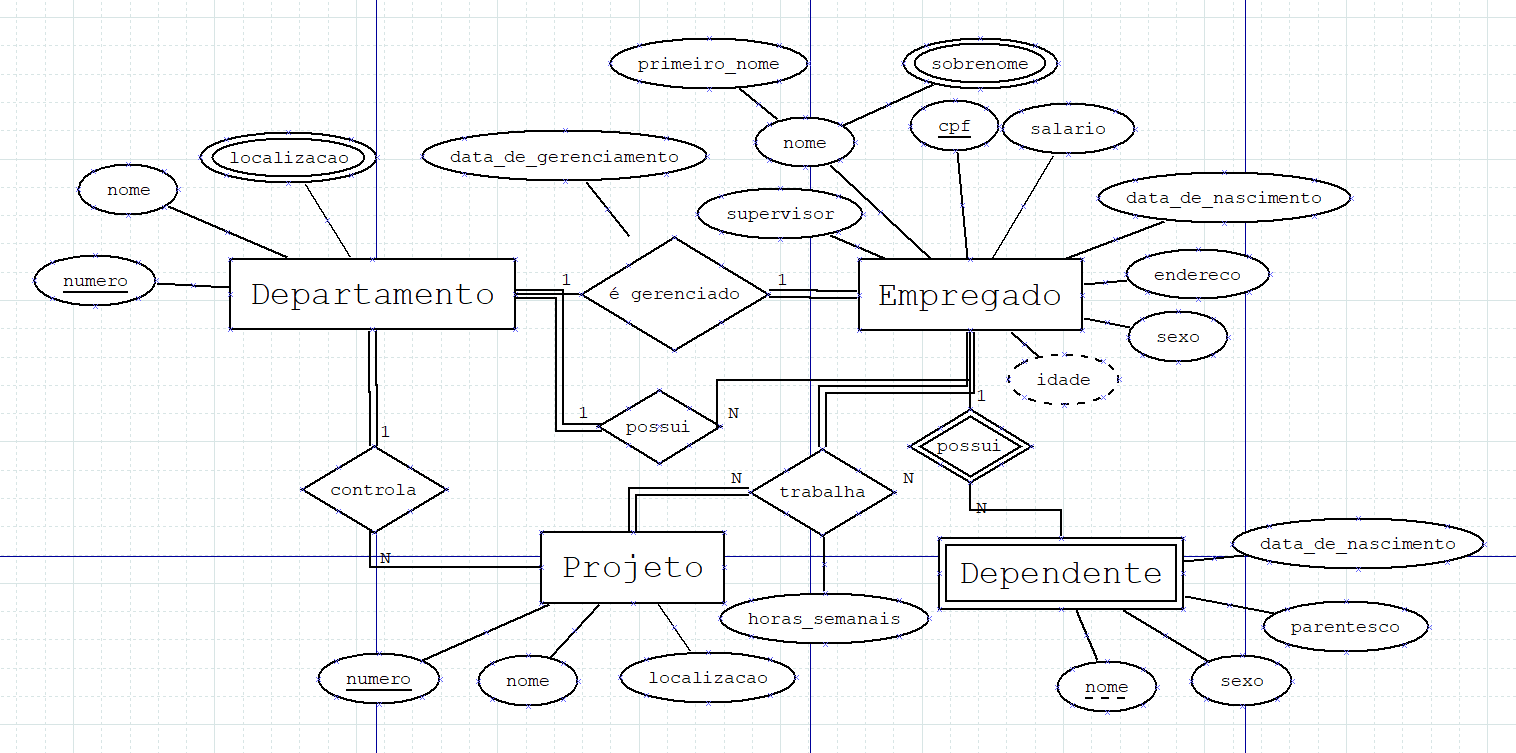 primeiro_nome
sobrenome
cpf
salario
nome
localizacao
data_de_gerenciamento
nome
supervisor
data_de_nascimento
numero
Departamento
1
é gerenciado
1
Empregado
endereco
sexo
idade
1
possui
N
1
1
possui
controla
N
trabalha
N
N
N
Projeto
Dependente
data_de_nascimento
horas_semanais
parentesco
numero
nome
localizacao
nome
sexo